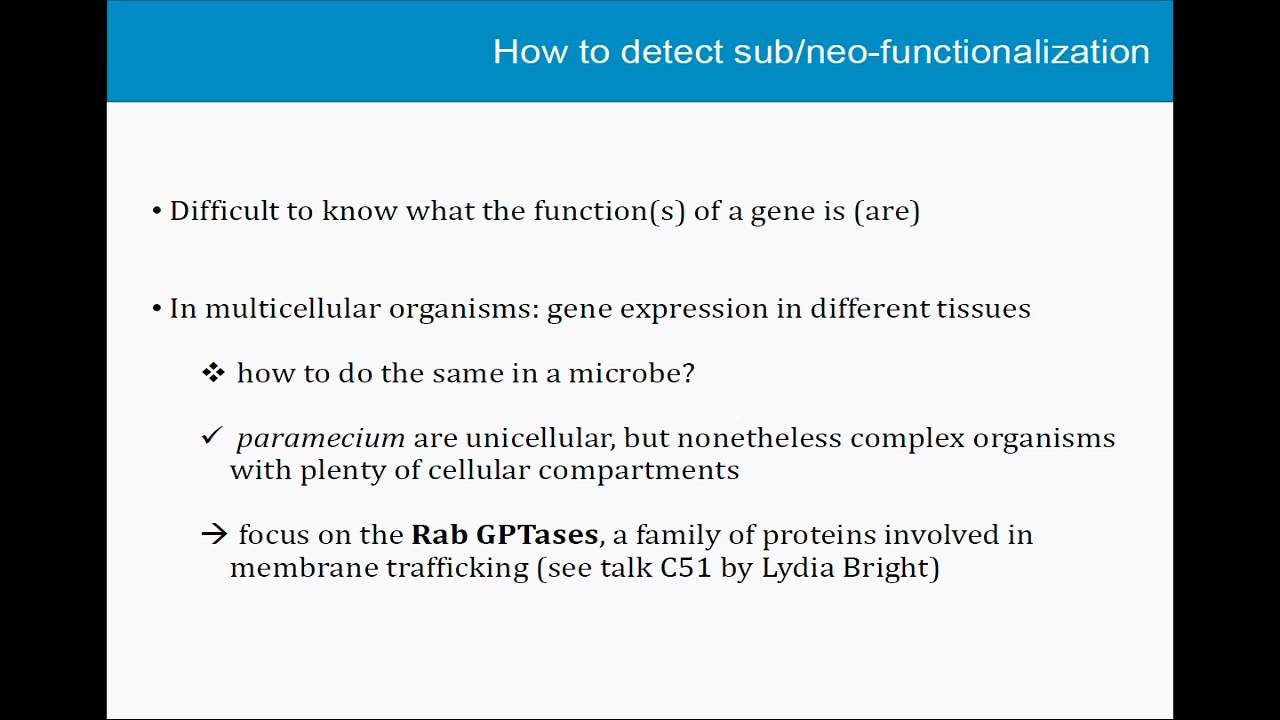 How to detect sub/neo-functionalization
• Difficult to know what the function(s) of a gene is (are)
• In multicellular organisms: gene expression in different tissues
❖ how to do the same in a microbe?
✓ paramecium are unicellular, but nonetheless complex organisms
with plenty of cellular compartments
→ focus on the Rab GPTases, a family of proteins involved in
membrane trafficking (see talk C51 by Lydia Bright)